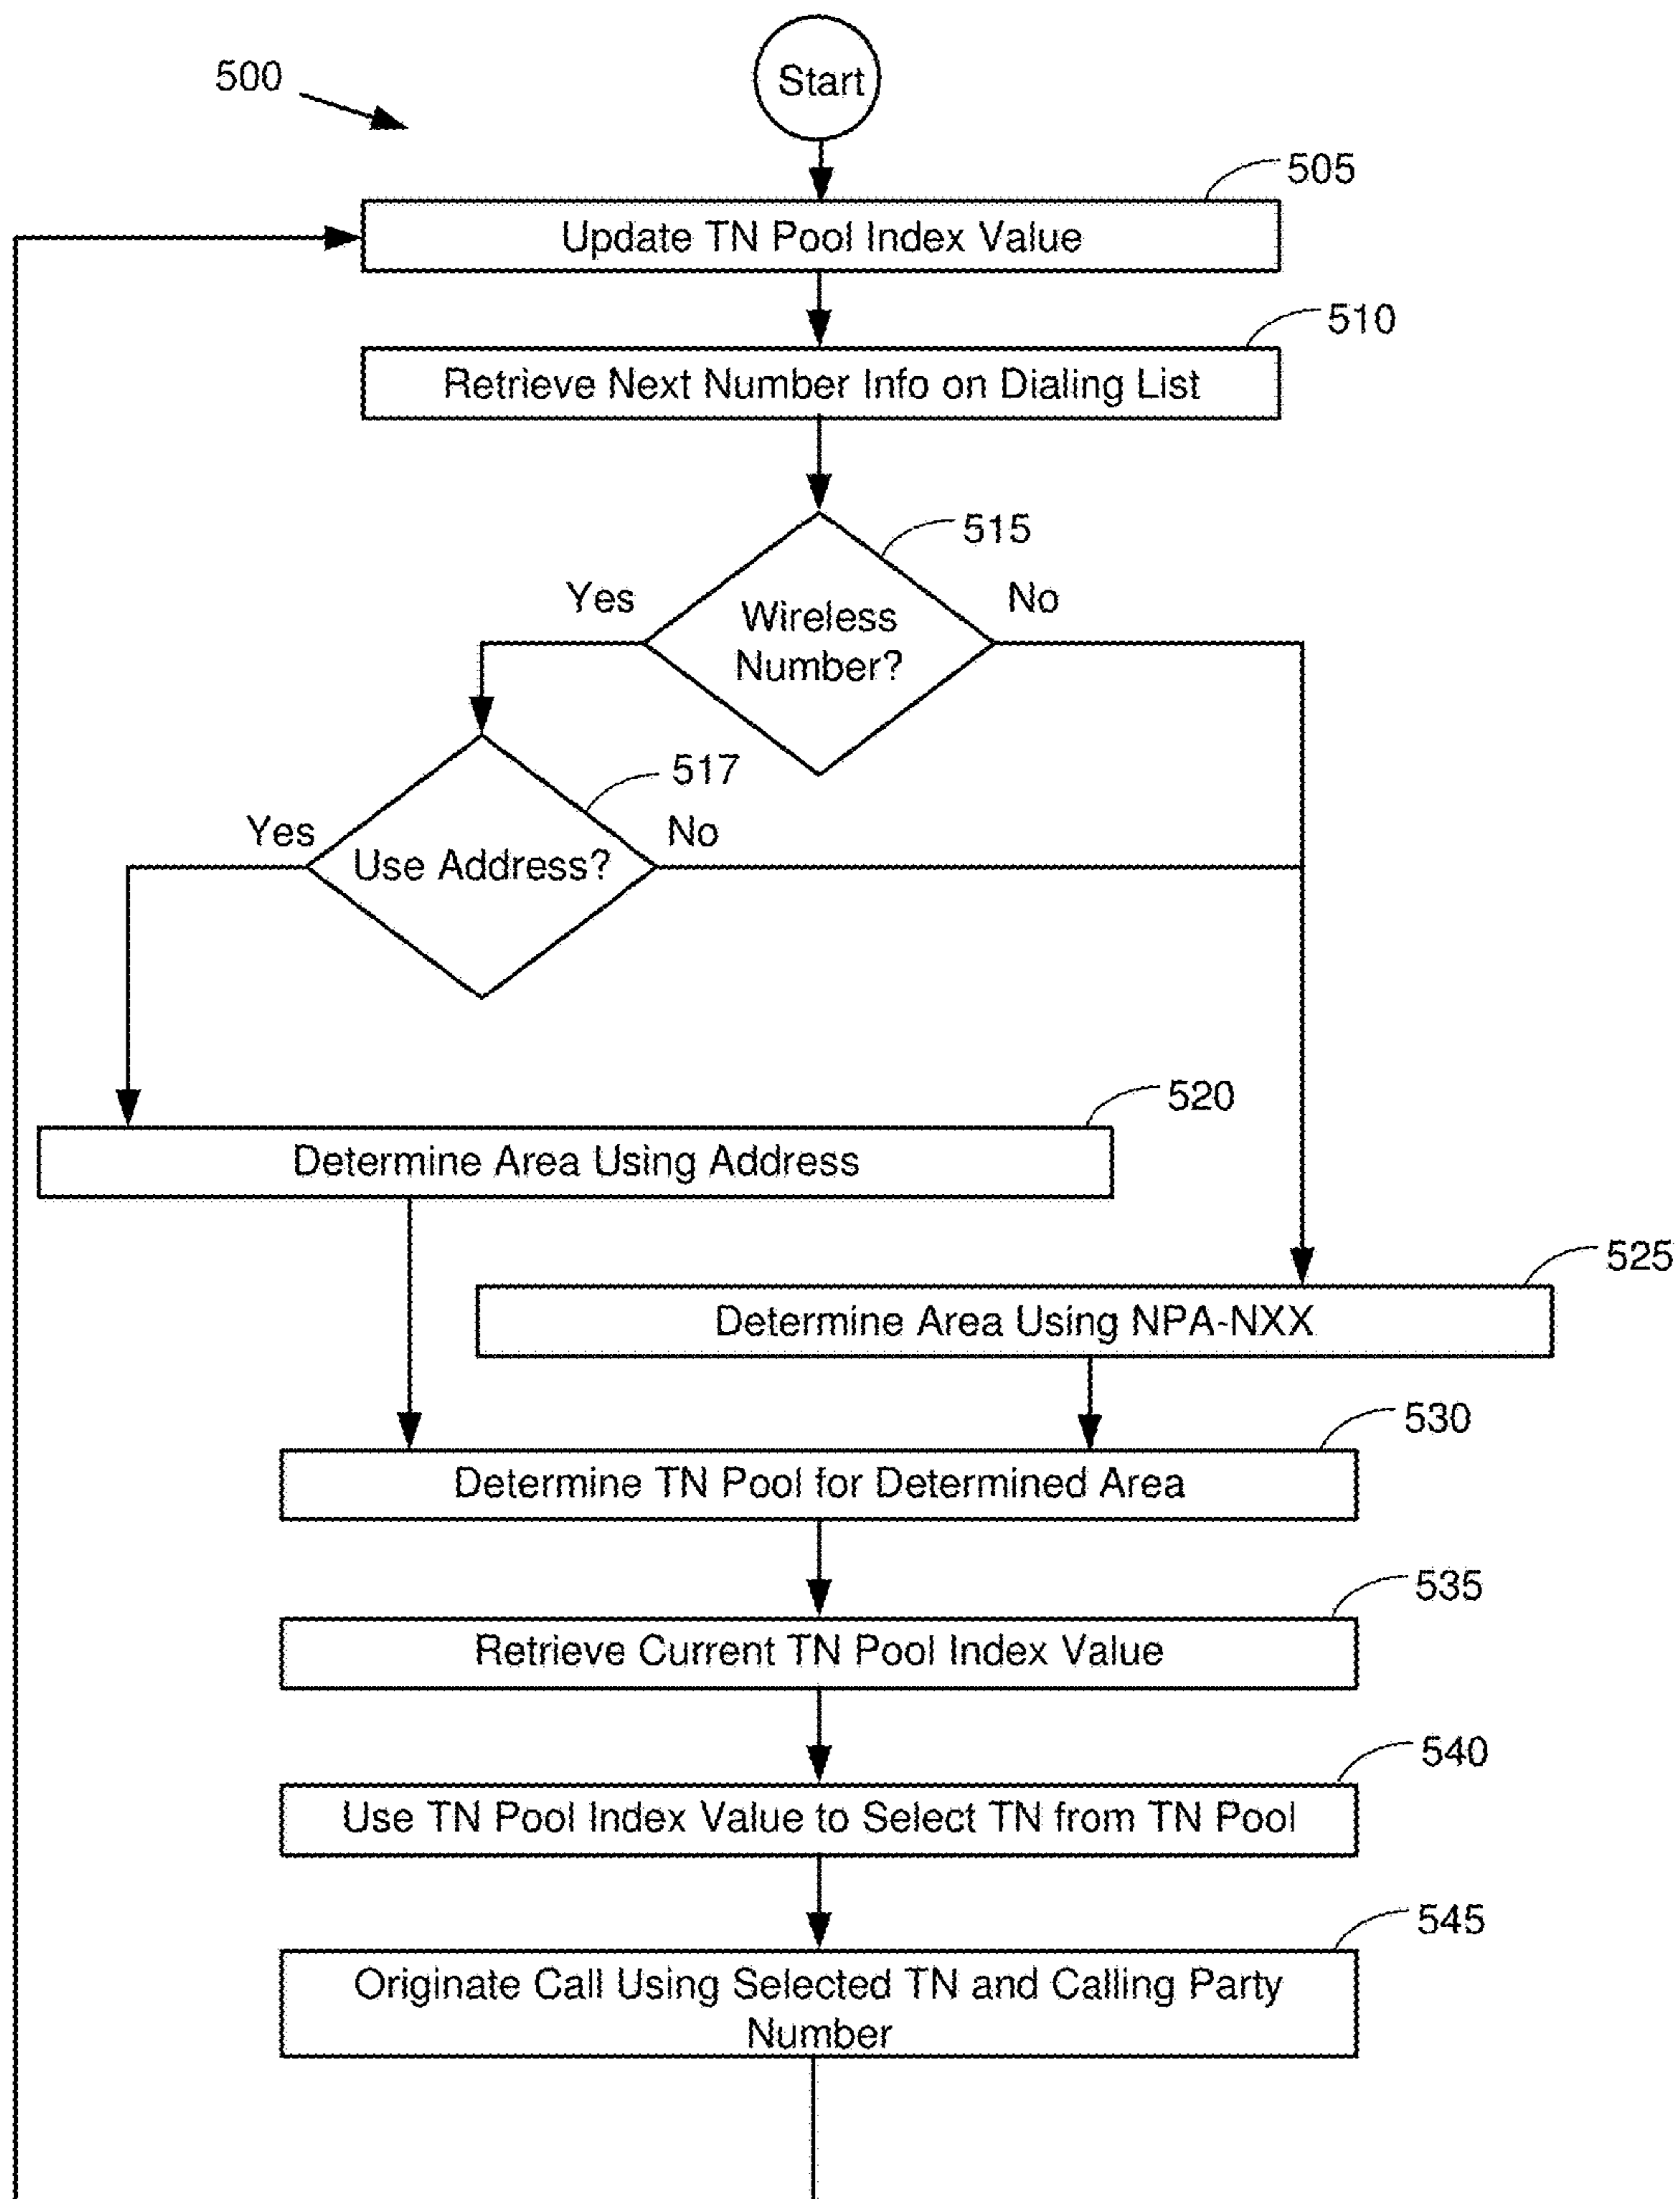 Start
500
505
Update TN Pool Index Value
510
Retrieve Next Number Info on Dialing List
515
Yes
No
Wireless
Number?
517
Yes
No
Use Address?
520
Determine Area Using Address
525
Determine Area Using NPA-NXX
530
Determine TN Pool for Determined Area
535
Retrieve Current TN Pool Index Value
540
Use TN Pool Index Value to Select TN from TN Pool
545
Originate Call Using Selected TN and Calling Party
Number